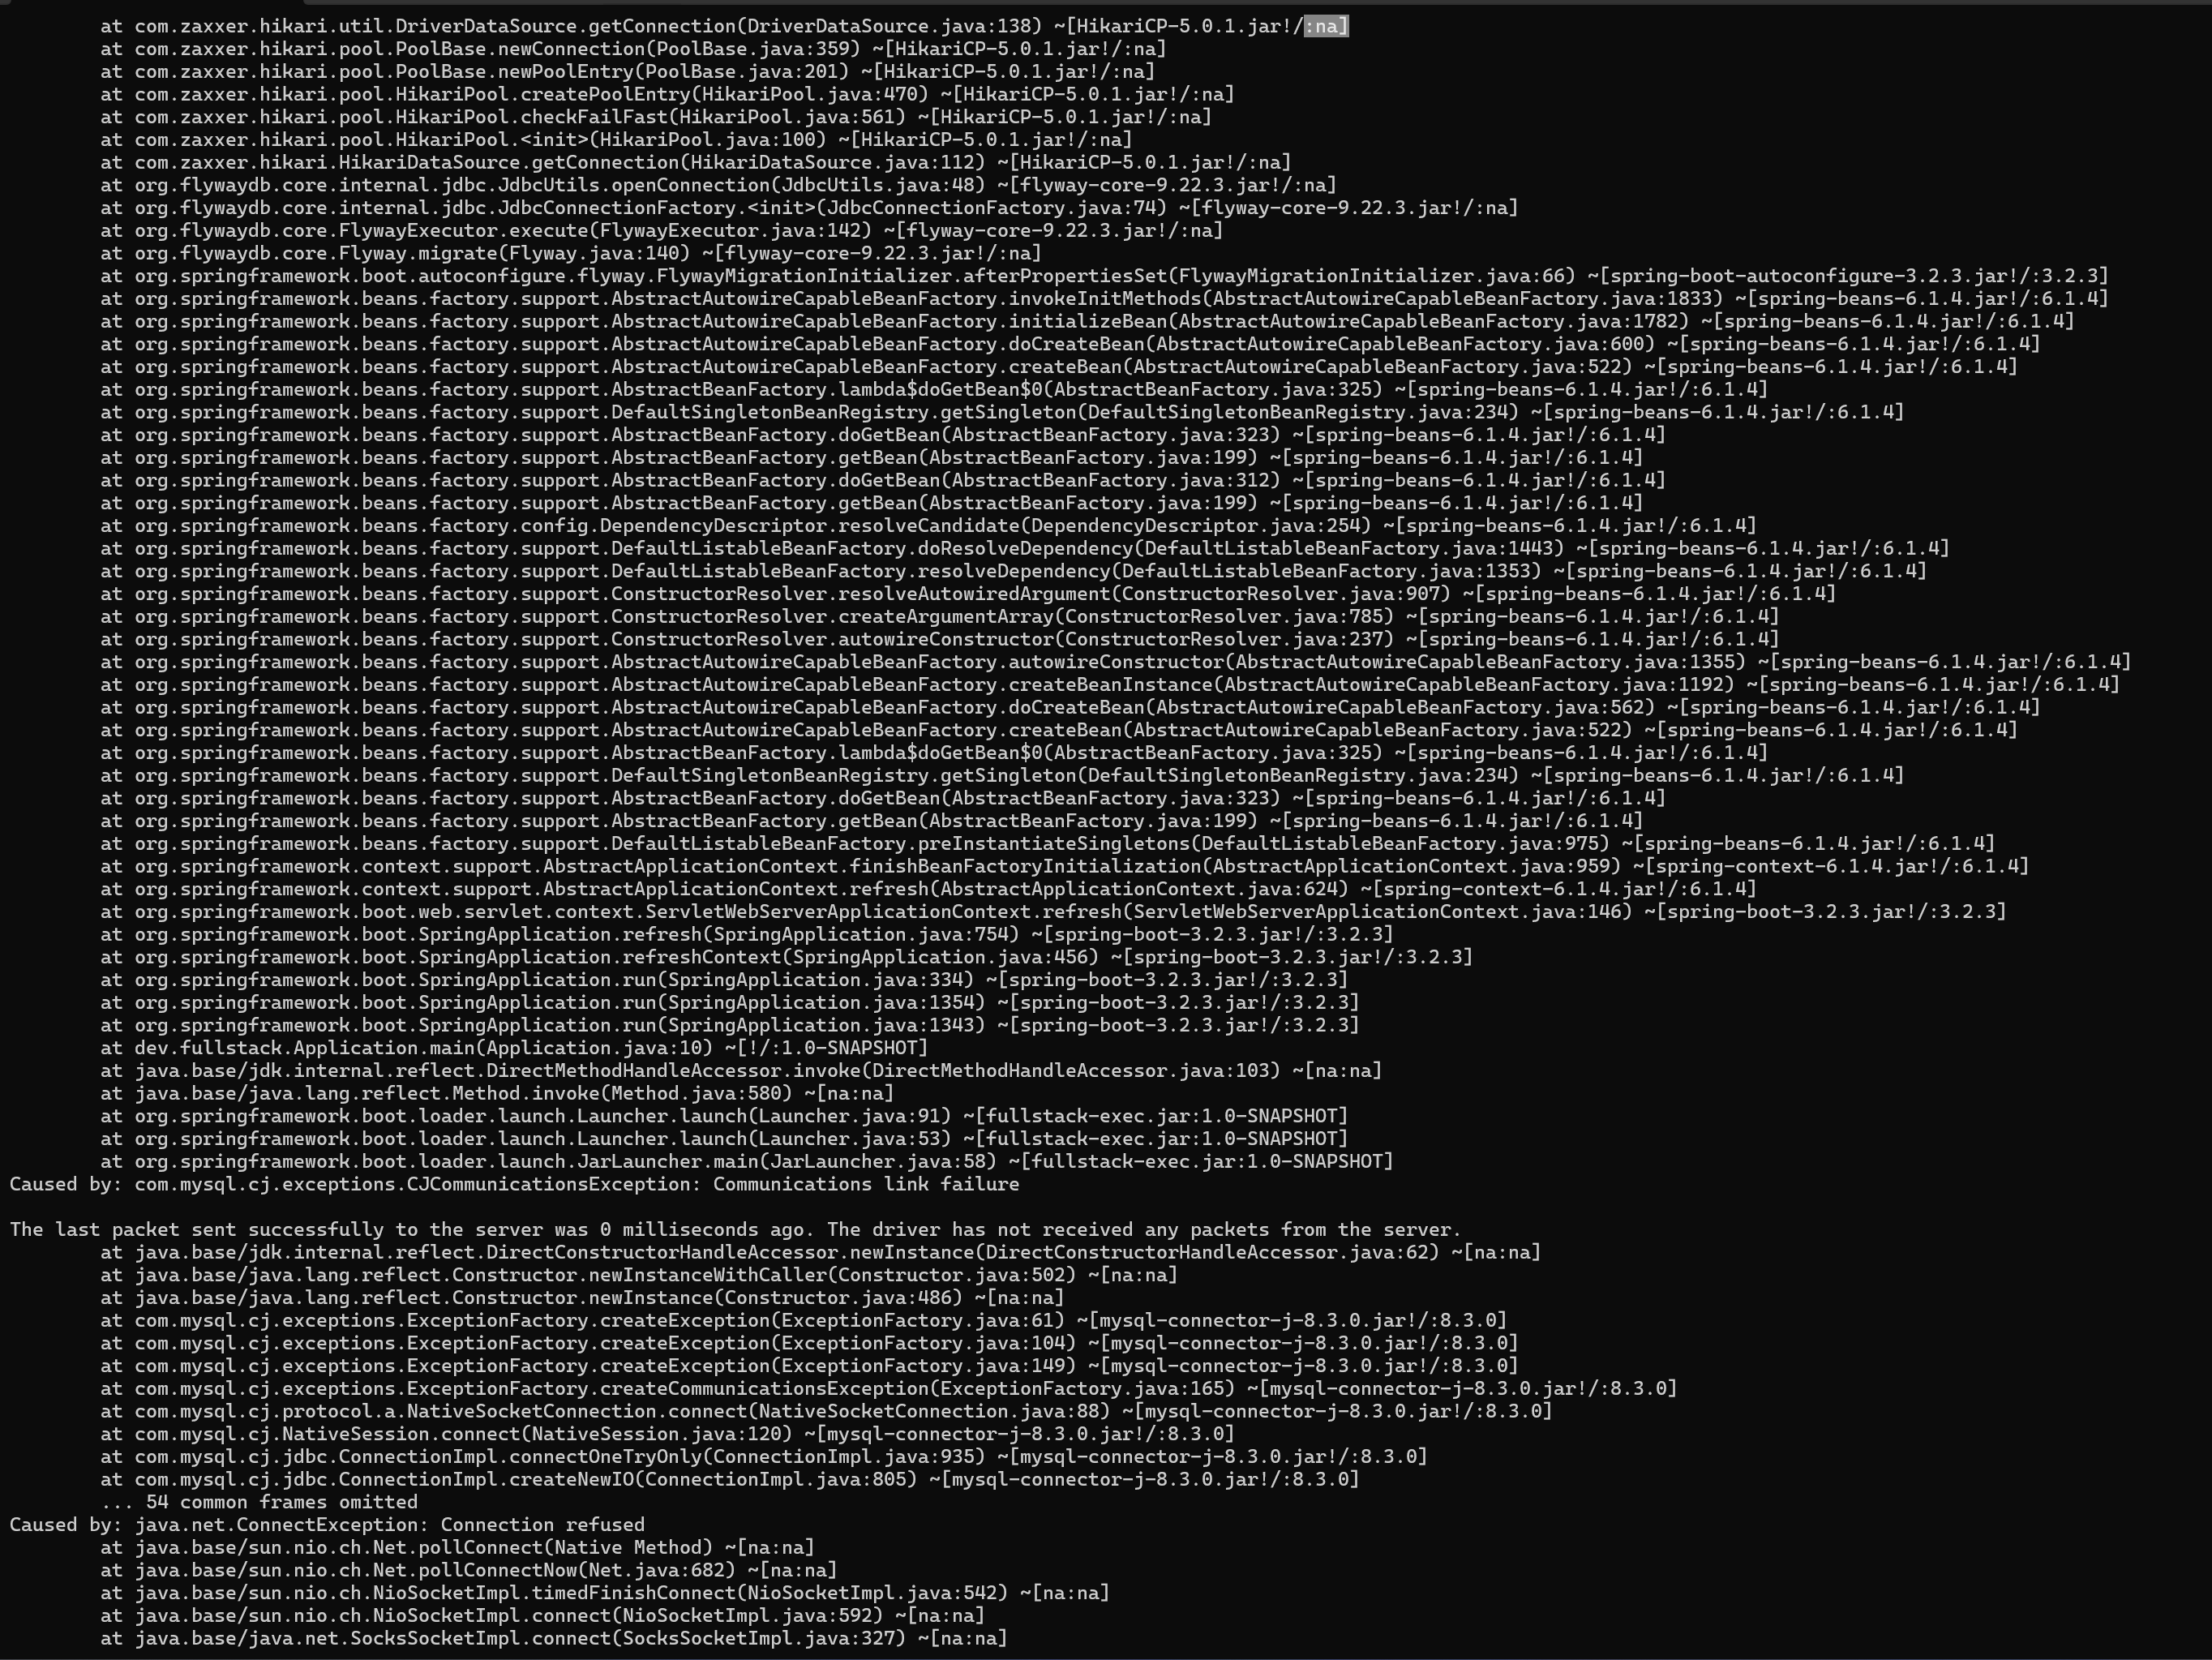 at com.zaxxer.hikari.util.DriverDataSource.getConnection(DriverDataSource.java:138) ~[HikariCP-5.0.1.jar!/:na]
at com.zaxxer.hikari.pool.PoolBase.newConnection(PoolBase.java:359) ~[HikariCP-5.0.1.jar!/:na]
at com.zaxxer.hikari.pool.PoolBase.newPoolEntry(PoolBase.java:201) ~[HikariCP-5.0.1.jar!/:na]
at com.zaxxer.hikari.pool.HikariPool.createPoolEntry(HikariPool.java:470) ~[HikariCP-5.0.1.jar!/:na]
at com.zaxxer.hikari.pool.HikariPool.checkFailFast(HikariPool.java:561) ~[HikariCP-5.0.1.jar!/:na]
at com.zaxxer.hikari.pool.HikariPool.<init>(HikariPool.java:100) ~[HikariCP-5.0.1.jar!/:na]
at com.zaxxer.hikari.HikariDataSource.getConnection(HikariDataSource.java:112) ~[HikariCP-5.0.1.jar!/:na]
at org.flywaydb.core.internal.jdbc.JdbcUtils.openConnection(JdbcUtils.java:48) ~[flyway-core-9.22.3.jar!/:na]
at org.flywaydb.core.internal.jdbc.JdbcConnectionFactory.<init>(JdbcConnectionFactory.java:74) ~[flyway-core-9.22.3.jar!/:na]
at org.flywaydb.core.FlywayExecutor.execute(FlywayExecutor.java:142) ~[flyway-core-9.22.3.jar!/:na]
at org.flywaydb.core.Flyway.migrate(Flyway.java:140) ~[flyway-core-9.22.3.jar!/:na]
at org.springframework.boot.autoconfigure.flyway.FlywayMigrationInitializer.afterPropertiesSet(FlywayMigrationInitializer.java:66) ~[spring-boot-autoconfigure-3.2.3.jar!/:3.2.3]
at org.springframework.beans.factory.support.AbstractAutowireCapableBeanFactory.invokeInitMethods(AbstractAutowireCapableBeanFactory.java:1833) ~[spring-beans-6.1.4.jar!/:6.1.4]
at org.springframework.beans.factory.support.AbstractAutowireCapableBeanFactory.initializeBean(AbstractAutowireCapableBeanFactory.java:1782) ~[spring-beans-6.1.4.jar!/:6.1.4]
at org.springframework.beans.factory.support.AbstractAutowireCapableBeanFactory.doCreateBean(AbstractAutowireCapableBeanFactory.java:600) ~[spring-beans-6.1.4.jar!/:6.1.4]
at org.springframework.beans.factory.support.AbstractAutowireCapableBeanFactory.createBean(AbstractAutowireCapableBeanFactory.java:522) ~[spring-beans-6.1.4.jar!/:6.1.4]
at org.springframework.beans.factory.support.AbstractBeanFactory.lambda$doGetBean$0(AbstractBeanFactory.java:325) ~[spring-beans-6.1.4.jar!/:6.1.4]
at org.springframework.beans.factory.support.DefaultSingletonBeanRegistry.getSingleton(DefaultSingletonBeanRegistry.java:234) ~[spring-beans-6.1.4.jar!/:6.1.4]
at org.springframework.beans.factory.support.AbstractBeanFactory.doGetBean(AbstractBeanFactory.java:323) ~[spring-beans-6.1.4.jar!/:6.1.4]
at org.springframework.beans.factory.support.AbstractBeanFactory.getBean(AbstractBeanFactory.java:199) ~[spring-beans-6.1.4.jar!/:6.1.4]
at org.springframework.beans.factory.support.AbstractBeanFactory.doGetBean(AbstractBeanFactory.java:312) ~[spring-beans-6.1.4.jar!/:6.1.4]
at org.springframework.beans.factory.support.AbstractBeanFactory.getBean(AbstractBeanFactory.java:199) ~[spring-beans-6.1.4.jar!/:6.1.4]
at org.springframework.beans.factory.config.DependencyDescriptor.resolveCandidate(DependencyDescriptor.java:254) ~[spring-beans-6.1.4.jar!/:6.1.4]
at org.springframework.beans.factory.support.DefaultListableBeanFactory.doResolveDependency(DefaultListableBeanFactory.java:1443) ~[spring-beans-6.1.4.jar!/:6.1.4]
at org.springframework.beans.factory.support.DefaultListableBeanFactory.resolveDependency(DefaultListableBeanFactory.java:1353) ~[spring-beans-6.1.4.jar!/:6.1.4]
at org.springframework.beans.factory.support.ConstructorResolver.resolveAutowiredArgument(ConstructorResolver.java:907) ~[spring-beans-6.1.4.jar!/:6.1.4]
at org.springframework.beans.factory.support.ConstructorResolver.createArgumentArray(ConstructorResolver.java:785) ~[spring-beans-6.1.4.jar!/:6.1.4]
at org.springframework.beans.factory.support.ConstructorResolver.autowireConstructor(ConstructorResolver.java:237) ~[spring-beans-6.1.4.jar!/:6.1.4]
at org.springframework.beans.factory.support.AbstractAutowireCapableBeanFactory.autowireConstructor(AbstractAutowireCapableBeanFactory.java:1355) ~[spring-beans-6.1.4.jar!/:6.1.4]
at org.springframework.beans.factory.support.AbstractAutowireCapableBeanFactory.createBeanInstance(AbstractAutowireCapableBeanFactory.java:1192) ~[spring-beans-6.1.4.jar!/:6.1.4]
at org.springframework.beans.factory.support.AbstractAutowireCapableBeanFactory.doCreateBean(AbstractAutowireCapableBeanFactory.java:562) ~[spring-beans-6.1.4.jar!/:6.1.4]
at org.springframework.beans.factory.support.AbstractAutowireCapableBeanFactory.createBean(AbstractAutowireCapableBeanFactory.java:522) ~[spring-beans-6.1.4.jar!/:6.1.4]
at org.springframework.beans.factory.support.AbstractBeanFactory.lambda$doGetBean$0(AbstractBeanFactory.java:325) ~[spring-beans-6.1.4.jar!/:6.1.4]
at org.springframework.beans.factory.support.DefaultSingletonBeanRegistry.getSingleton(DefaultSingletonBeanRegistry.java:234) ~[spring-beans-6.1.4.jar!/:6.1.4]
at org.springframework.beans.factory.support.AbstractBeanFactory.doGetBean(AbstractBeanFactory.java:323) ~[spring-beans-6.1.4.jar!/:6.1.4]
at org.springframework.beans.factory.support.AbstractBeanFactory.getBean(AbstractBeanFactory.java:199) ~[spring-beans-6.1.4.jar!/:6.1.4]
at org.springframework.beans.factory.support.DefaultListableBeanFactory.preInstantiateSingletons(DefaultListableBeanFactory.java:975) ~[spring-beans-6.1.4.jar!/:6.1.4]
at org.springframework.context.support.AbstractApplicationContext.finishBeanFactoryInitialization(AbstractApplicationContext.java:959) ~[spring-context-6.1.4.jar!/:6.1.4]
at org.springframework.context.support.AbstractApplicationContext.refresh(AbstractApplicationContext.java:624) ~[spring-context-6.1.4.jar!/:6.1.4]
at org.springframework.boot.web.servlet.context.ServletWebServerApplicationContext.refresh(ServletWebServerApplicationContext.java:146) ~[spring-boot-3.2.3.jar!/:3.2.3]
at org.springframework.boot.SpringApplication.refresh(SpringApplication.java:754) ~[spring-boot-3.2.3.jar!/:3.2.3]
at org.springframework.boot.SpringApplication.refreshContext(SpringApplication.java:456) ~[spring-boot-3.2.3.jar!/:3.2.3]
at org.springframework.boot.SpringApplication.run(SpringApplication.java:334) ~[spring-boot-3.2.3.jar!/:3.2.3]
at org.springframework.boot.SpringApplication.run(SpringApplication.java:1354) ~[spring-boot-3.2.3.jar!/:3.2.3]
at org.springframework.boot.SpringApplication.run(SpringApplication.java:1343) ~[spring-boot-3.2.3.jar!/:3.2.3]
at dev.fullstack.Application.main(Application.java:10) ~[!/:1.0-SNAPSHOT]
at java.base/jdk.internal.reflect.DirectMethodHandleAccessor.invoke(DirectMethodHandleAccessor.java:103) ~[na:na]
at java.base/java.lang.reflect.Method.invoke(Method.java:580) ~[na:na]
at org.springframework.boot.loader.launch.Launcher.launch(Launcher.java:91) ~[fullstack-exec.jar:1.0-SNAPSHOT]
at org.springframework.boot.loader.launch.Launcher.launch(Launcher.java:53) ~[fullstack-exec.jar:1.0-SNAPSHOT]
at org.springframework.boot.loader.launch.JarLauncher.main(JarLauncher.java:58) ~[fullstack-exec.jar:1.0-SNAPSHOT]
Caused by: com.mysql.cj.exceptions.CJCommunicationsException: Communications link failure
The last packet sent successfully to the server was 0 milliseconds ago. The driver has not received any packets from the server.
at java.base/jdk.internal.reflect.DirectConstructorHandleAccessor.newInstance(DirectConstructorHandleAccessor.java:62) ~[na:na]
at java.base/java.lang.reflect.Constructor.newInstanceWithCaller(Constructor.java:502) ~[na:na]
at java.base/java.lang.reflect.Constructor.newInstance(Constructor.java:486) ~[na:na]
at com.mysql.cj.exceptions.ExceptionFactory.createException(ExceptionFactory.java:61) ~[mysql-connector-j-8.3.0.jar!/:8.3.0]
at com.mysql.cj.exceptions.ExceptionFactory.createException(ExceptionFactory.java:104) ~[mysql-connector-j-8.3.0.jar!/:8.3.0]
at com.mysql.cj.exceptions.ExceptionFactory.createException(ExceptionFactory.java:149) ~[mysql-connector-j-8.3.0.jar!/:8.3.0]
at com.mysql.cj.exceptions.ExceptionFactory.createCommunicationsException(ExceptionFactory.java:165) ~[mysql-connector-j-8.3.0.jar!/:8.3.0]
at com.mysql.cj.protocol.a.NativeSocketConnection.connect(NativeSocketConnection.java:88) ~[mysql-connector-j-8.3.0.jar!/:8.3.0]
at com.mysql.cj.NativeSession.connect(NativeSession.java:120) ~[mysql-connector-j-8.3.0.jar!/:8.3.0]
at com.mysql.cj.jdbc.ConnectionImpl.connectOneTryOnly(ConnectionImpl.java:935) ~[mysql-connector-j-8.3.0.jar!/:8.3.0]
at com.mysql.cj.jdbc.ConnectionImpl.createNewIO(ConnectionImpl.java:805) ~[mysql-connector-j-8.3.0.jar!/:8.3.0]
... 54 common frames omitted
Caused by: java.net.ConnectException: Connection refused
at java.base/sun.nio.ch.Net.pollConnect(Native Method) ~[na:na]
at java.base/sun.nio.ch.Net.pollConnectNow(Net.java:682) ~[na:na]
at java.base/sun.nio.ch.NioSocketImpl.timedFinishConnect(NioSocketImpl.java:542) ~[na:na]
at java.base/sun.nio.ch.NioSocketImpl.connect(NioSocketImpl.java:592) ~[na:na]
at java.base/java.net.SocksSocketImpl.connect(SocksSocketImpl.java:327) ~[na:na]